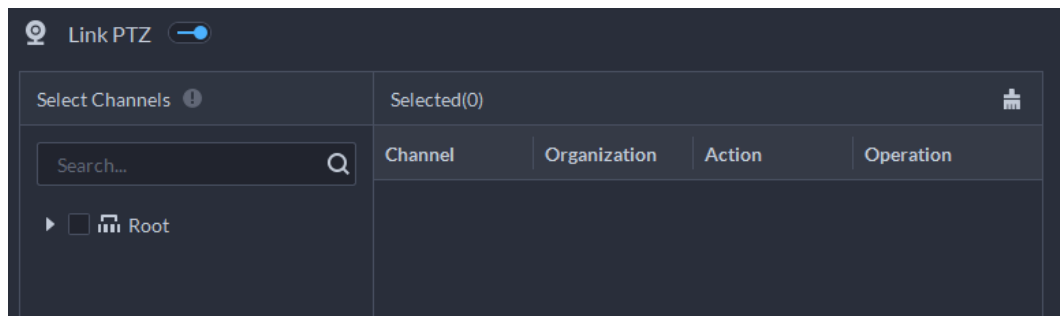 Link PTZ
Select Channels
Selected(0)
Search...
Channel Organization Action Operation
Root